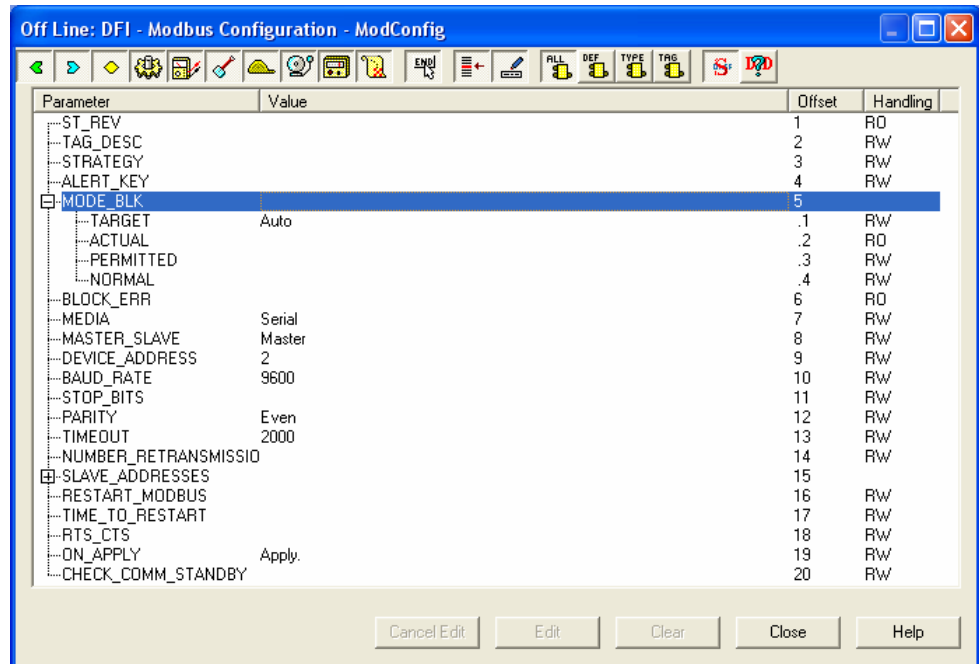 Off Line: DFI - Modbus Configuration - ModConfig
END ALL DEF TYPE TAG
Parameter Value Offset Handling
ST_REV 1 RO
TAG_DESC 2 RW
STRATEGY 3 RW
ALERT_KEY 4 RW
MODE_BLK 5
TARGET Auto .1 RW
ACTUAL .2 RO
PERMITTED .3 RW
NORMAL .4 RW
BLOCK_ERR 6 RO
MEDIA Serial 7 RW
MASTER_SLAVE Master 8 RW
DEVICE_ADDRESS 2 9 RW
BAUD_RATE 9600 10 RW
STOP_BITS 11 RW
PARITY Even 12 RW
TIMEOUT 2000 13 RW
NUMBER_RETRANSMISSIO 14 RW
SLAVE_ADDRESSES 15
RESTART_MODBUS 16 RW
TIME_TO_RESTART 17 RW
RTS_CTS 18 RW
ON_APPLY Apply. 19 RW
CHECK_COMM_STANDBY 20 RW
Cancel Edit Edit Clear Close Help